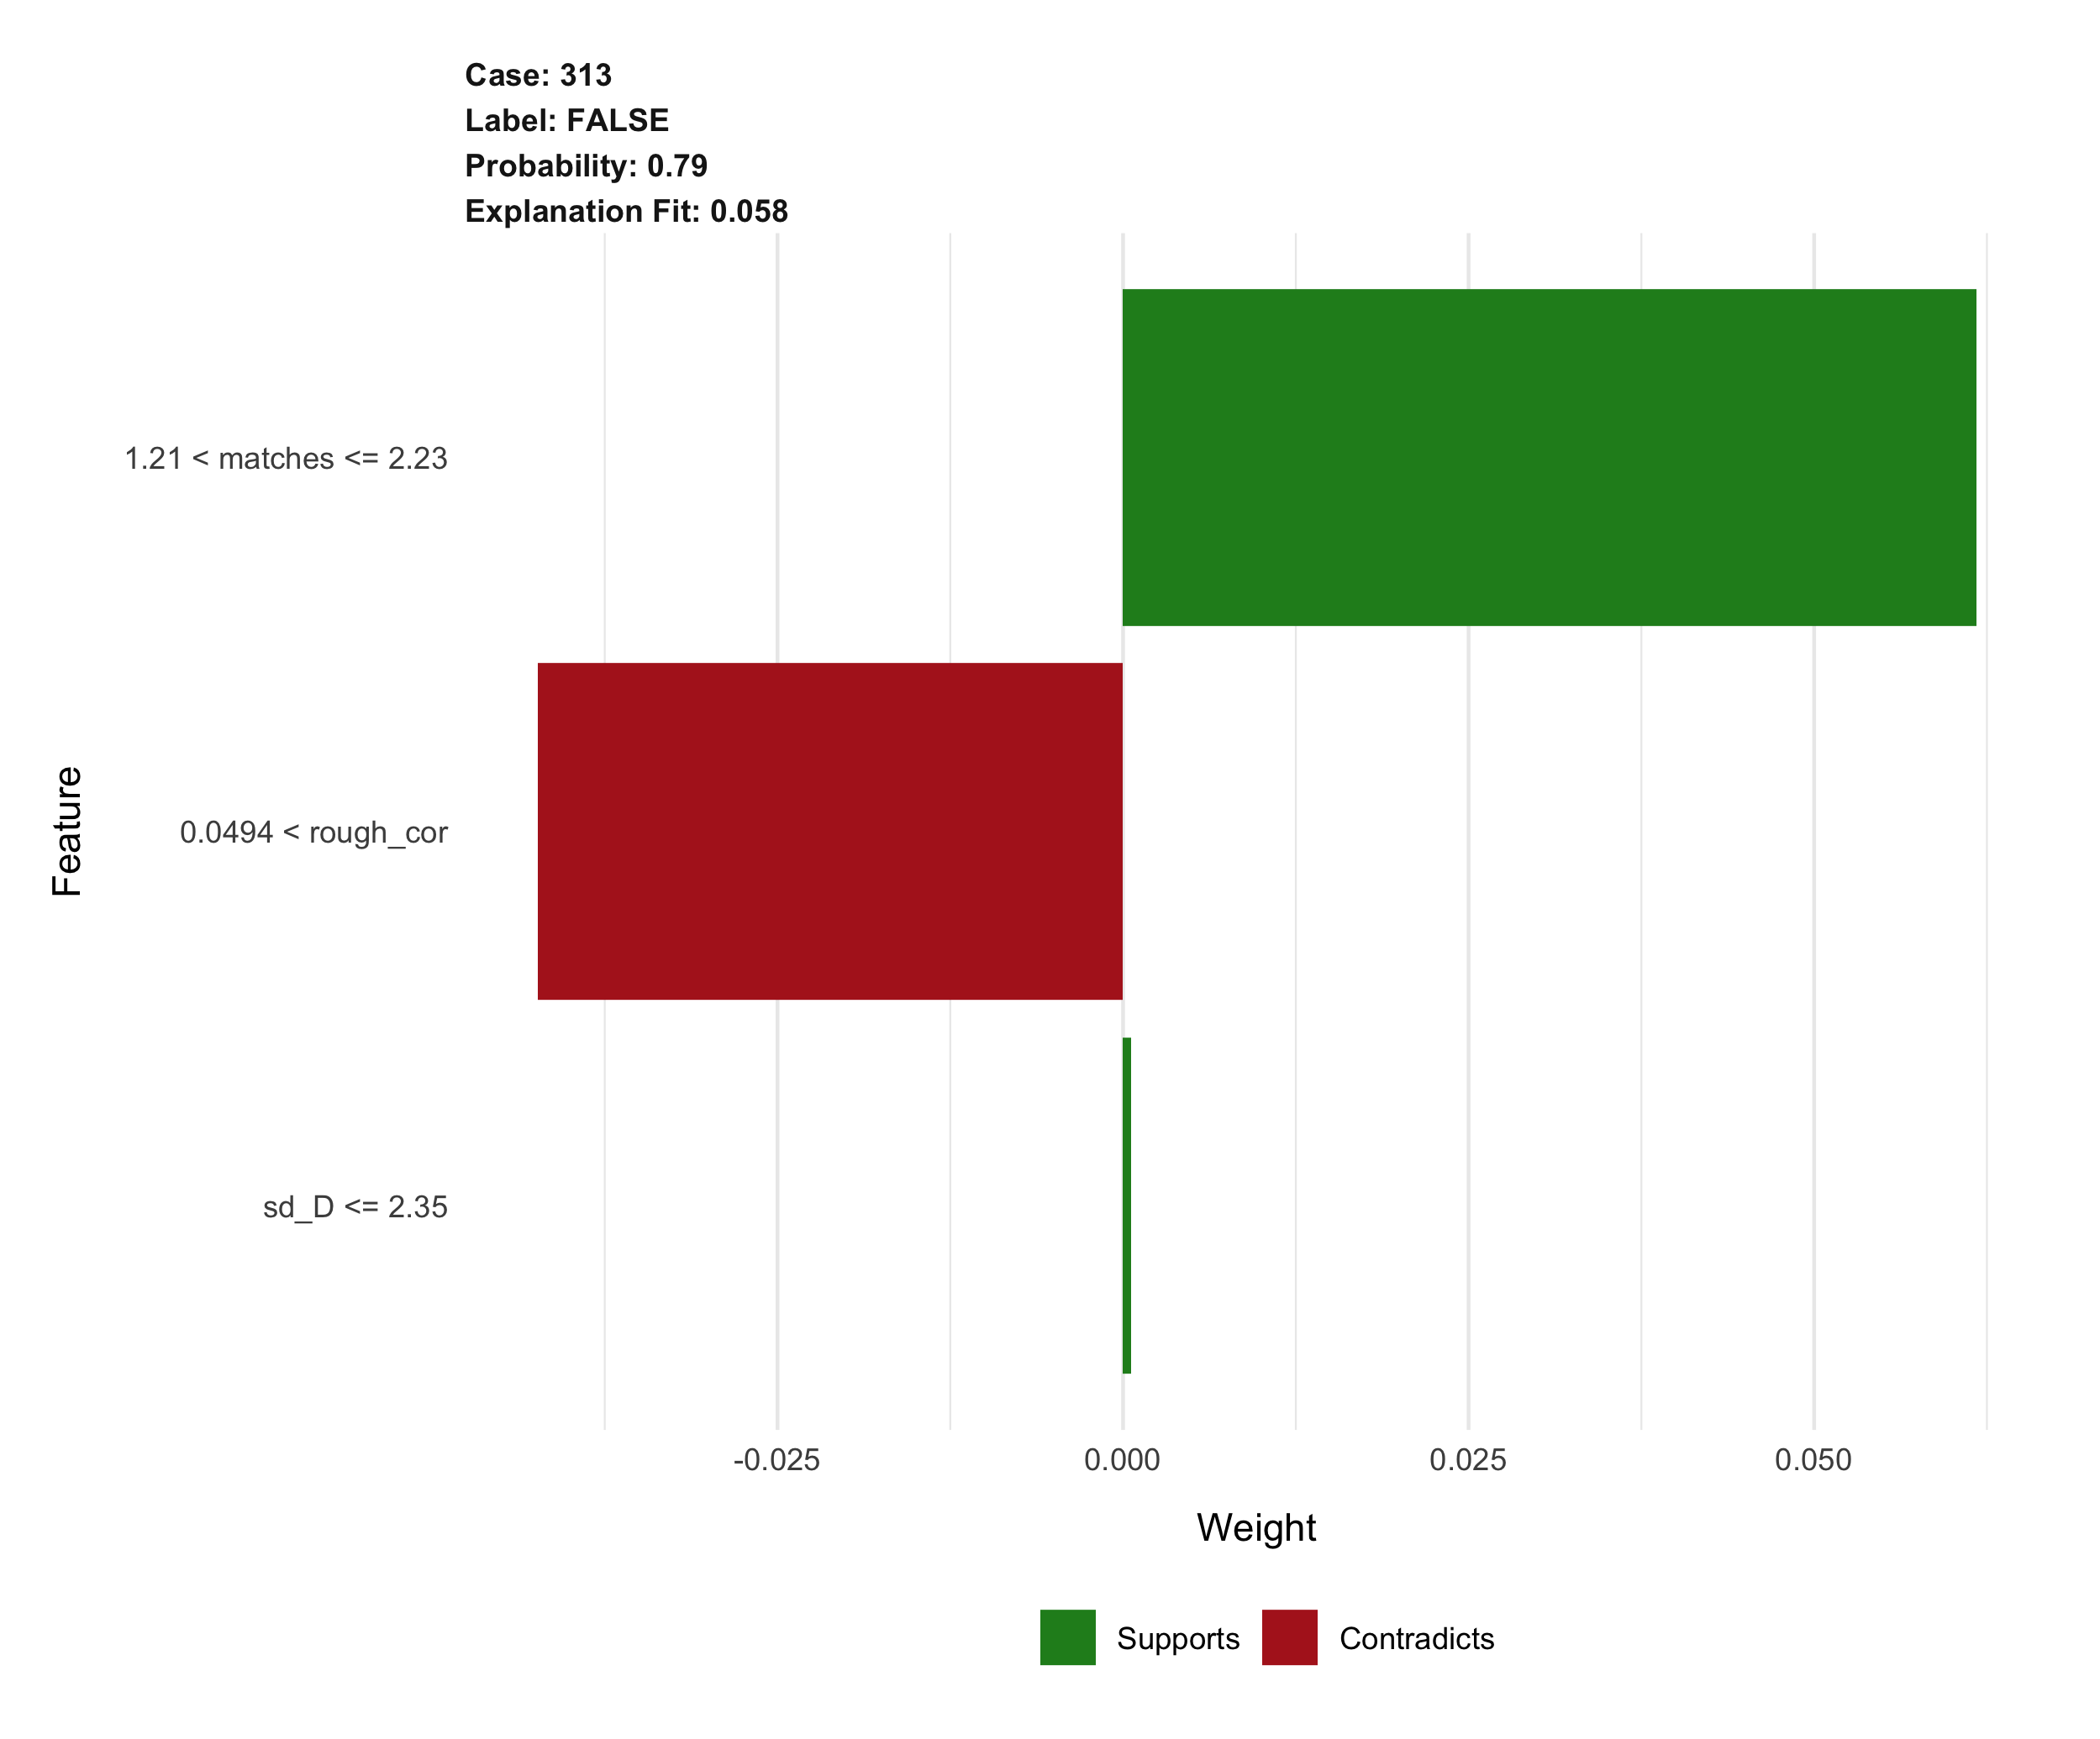 Case: 313
Label: FALSE
Probability: 0.79
Explanation Fit: 0.058
1.21 < matches <= 2.23
0.0494 < rough_cor
sd_D <= 2.35
Feature
-0.025
0.000
0.025
0.050
Weight
Supports
Contradicts